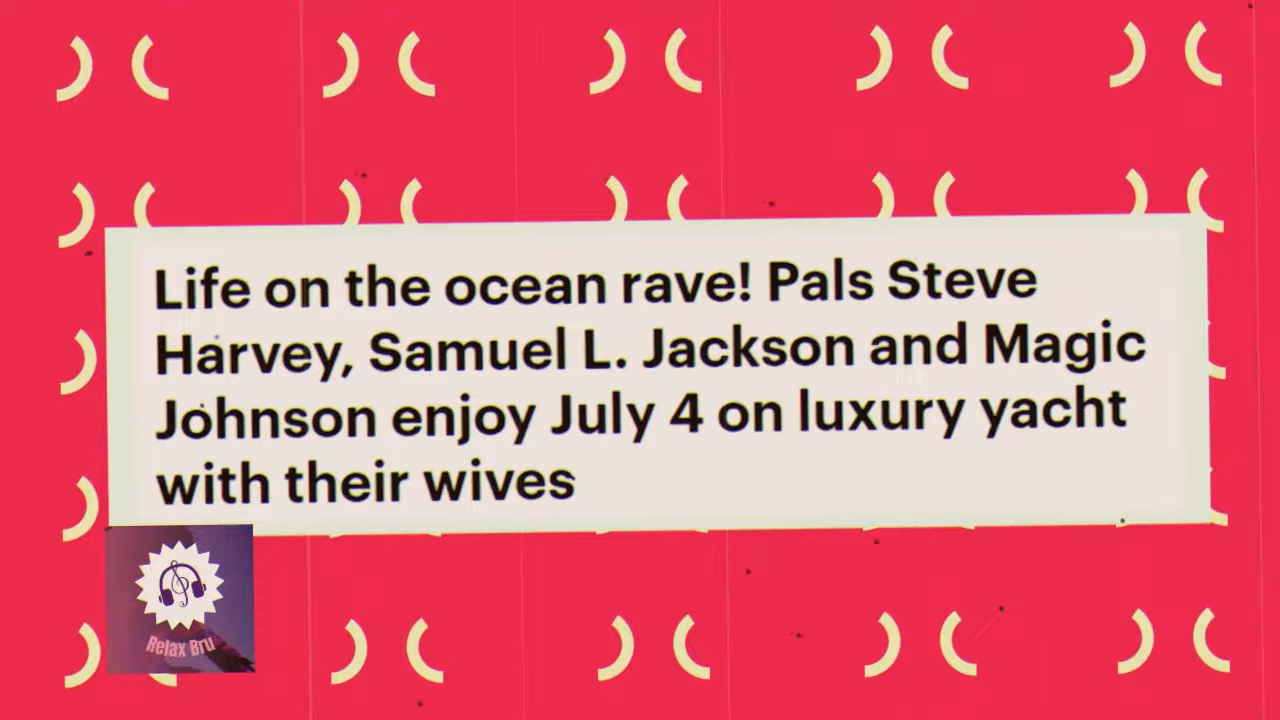 Life on the ocean rave! Pals Steve
Harvey, Samuel L. Jackson and Magic
Johnson enjoy July 4 on luxury yacht
with their wives
Relax Bru